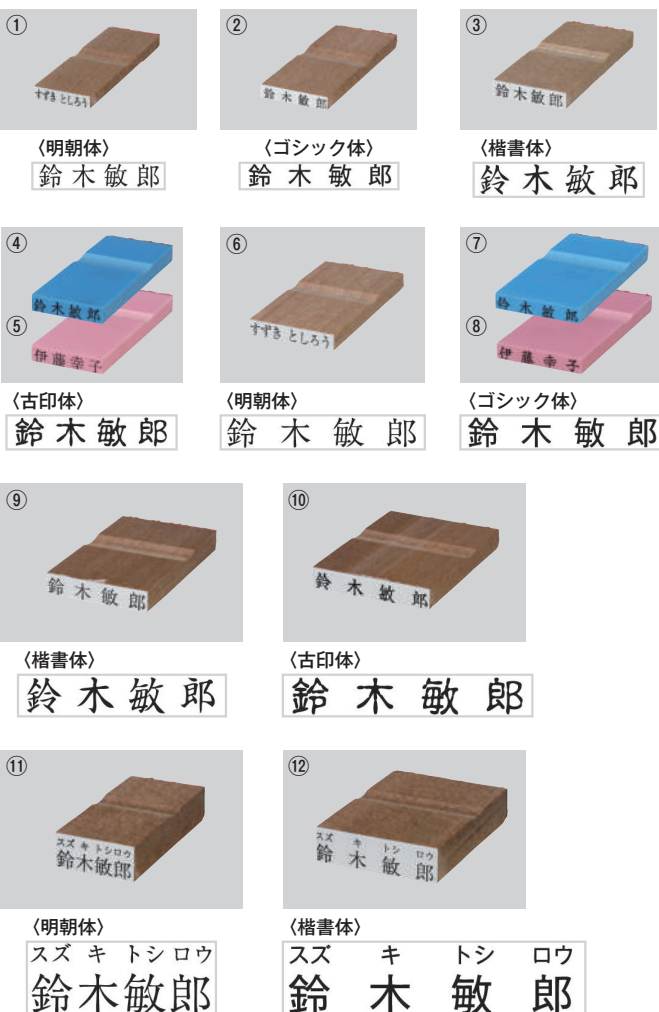 ① ② ③
すずき としろう
鈴木敏郎
鈴木敏郎
〈明朝体〉 〈ゴシック体〉 〈楷書体〉
鈴木敏郎 鈴木敏郎 鈴木敏郎
④ ⑥ ⑦
鈴木敏郎
すずき としろう
鈴木敏郎
⑤ ⑧
伊藤幸子
伊藤幸子
〈古印体〉 〈明朝体〉 〈ゴシック体〉
鈴木敏郎 鈴木敏郎 鈴木敏郎
⑨ ⑩
鈴木敏郎
鈴木敏郎
〈楷書体〉 〈古印体〉
鈴木敏郎 鈴木敏郎
⑪ ⑫
スズ キ トシロウ
鈴木敏郎
スズ キ トシ ロウ
鈴木敏郎
〈明朝体〉 〈楷書体〉
スズ キ トシ ロウ スズ キ トシ ロウ
鈴木敏郎 鈴木敏郎